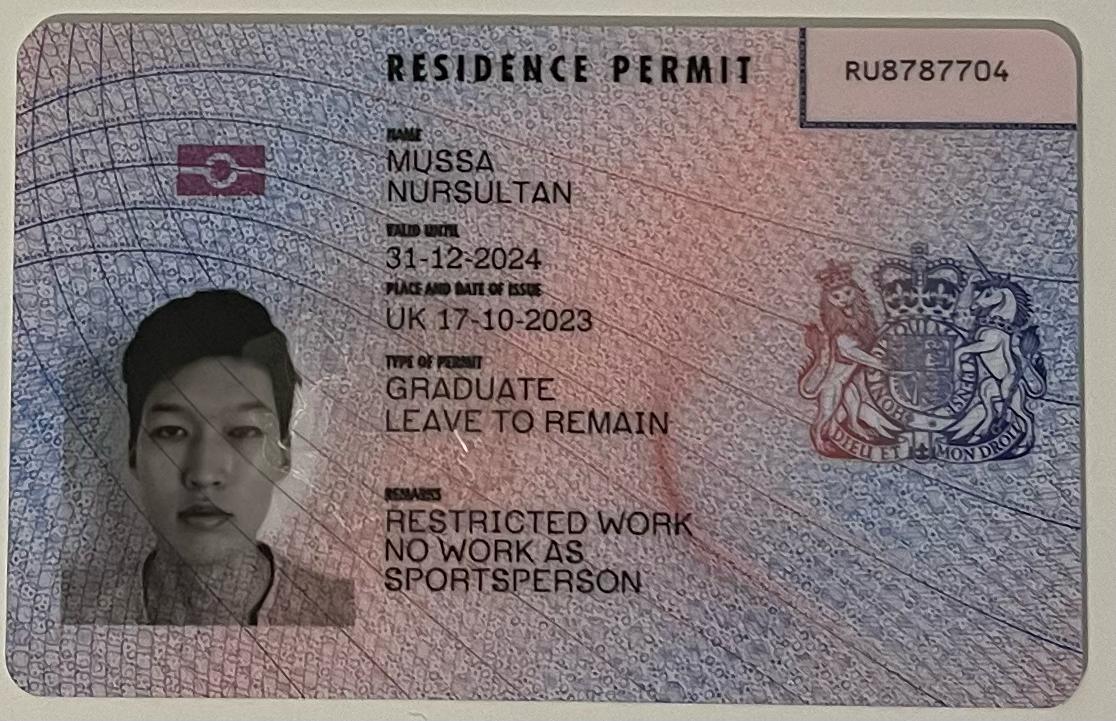 RESIDENCE PERMIT
RU8787704
NAME
MUSSA
NURSULTAN
VALID UNTIL
31-12-2024
PLACE AND DATE OF ISSUE
UK 17-10-2023
TYPE OF PERMIT
GRADUATE
LEAVE TO REMAIN
REMARKS
RESTRICTED WORK
NO WORK AS
SPORTSPERSON
DIEU ET MON DROIT